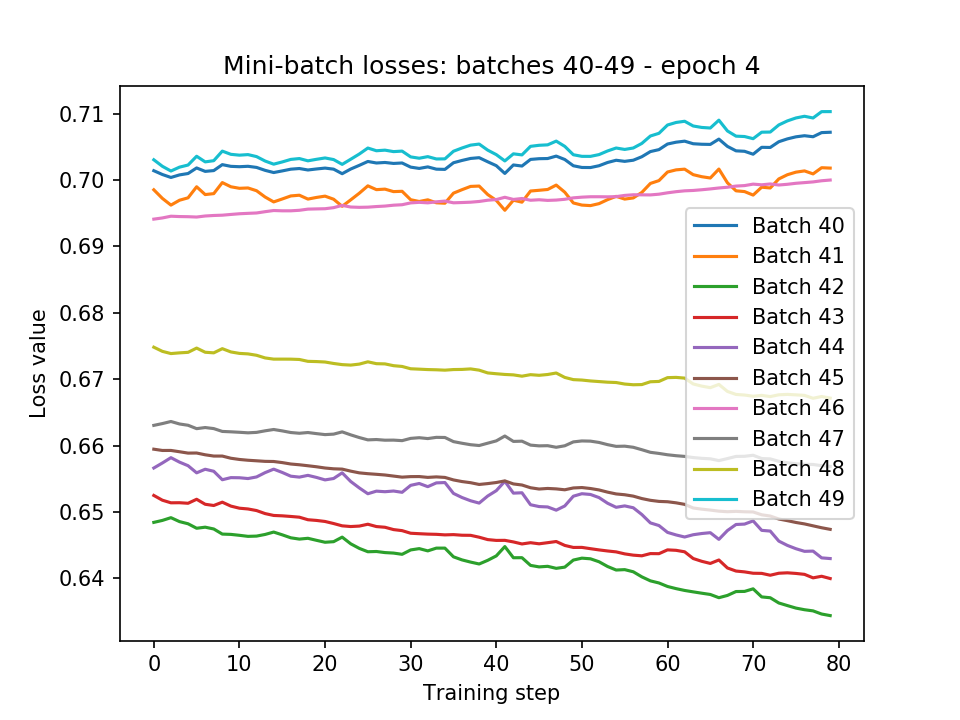 Mini-batch losses: batches 40-49 - epoch 4
Loss value
0.71
0.70
0.69
0.68
0.67
0.66
0.65
0.64
Batch 40
Batch 41
Batch 42
Batch 43
Batch 44
Batch 45
Batch 46
Batch 47
Batch 48
Batch 49
0 10 20 30 40 50 60 70 80
Training step